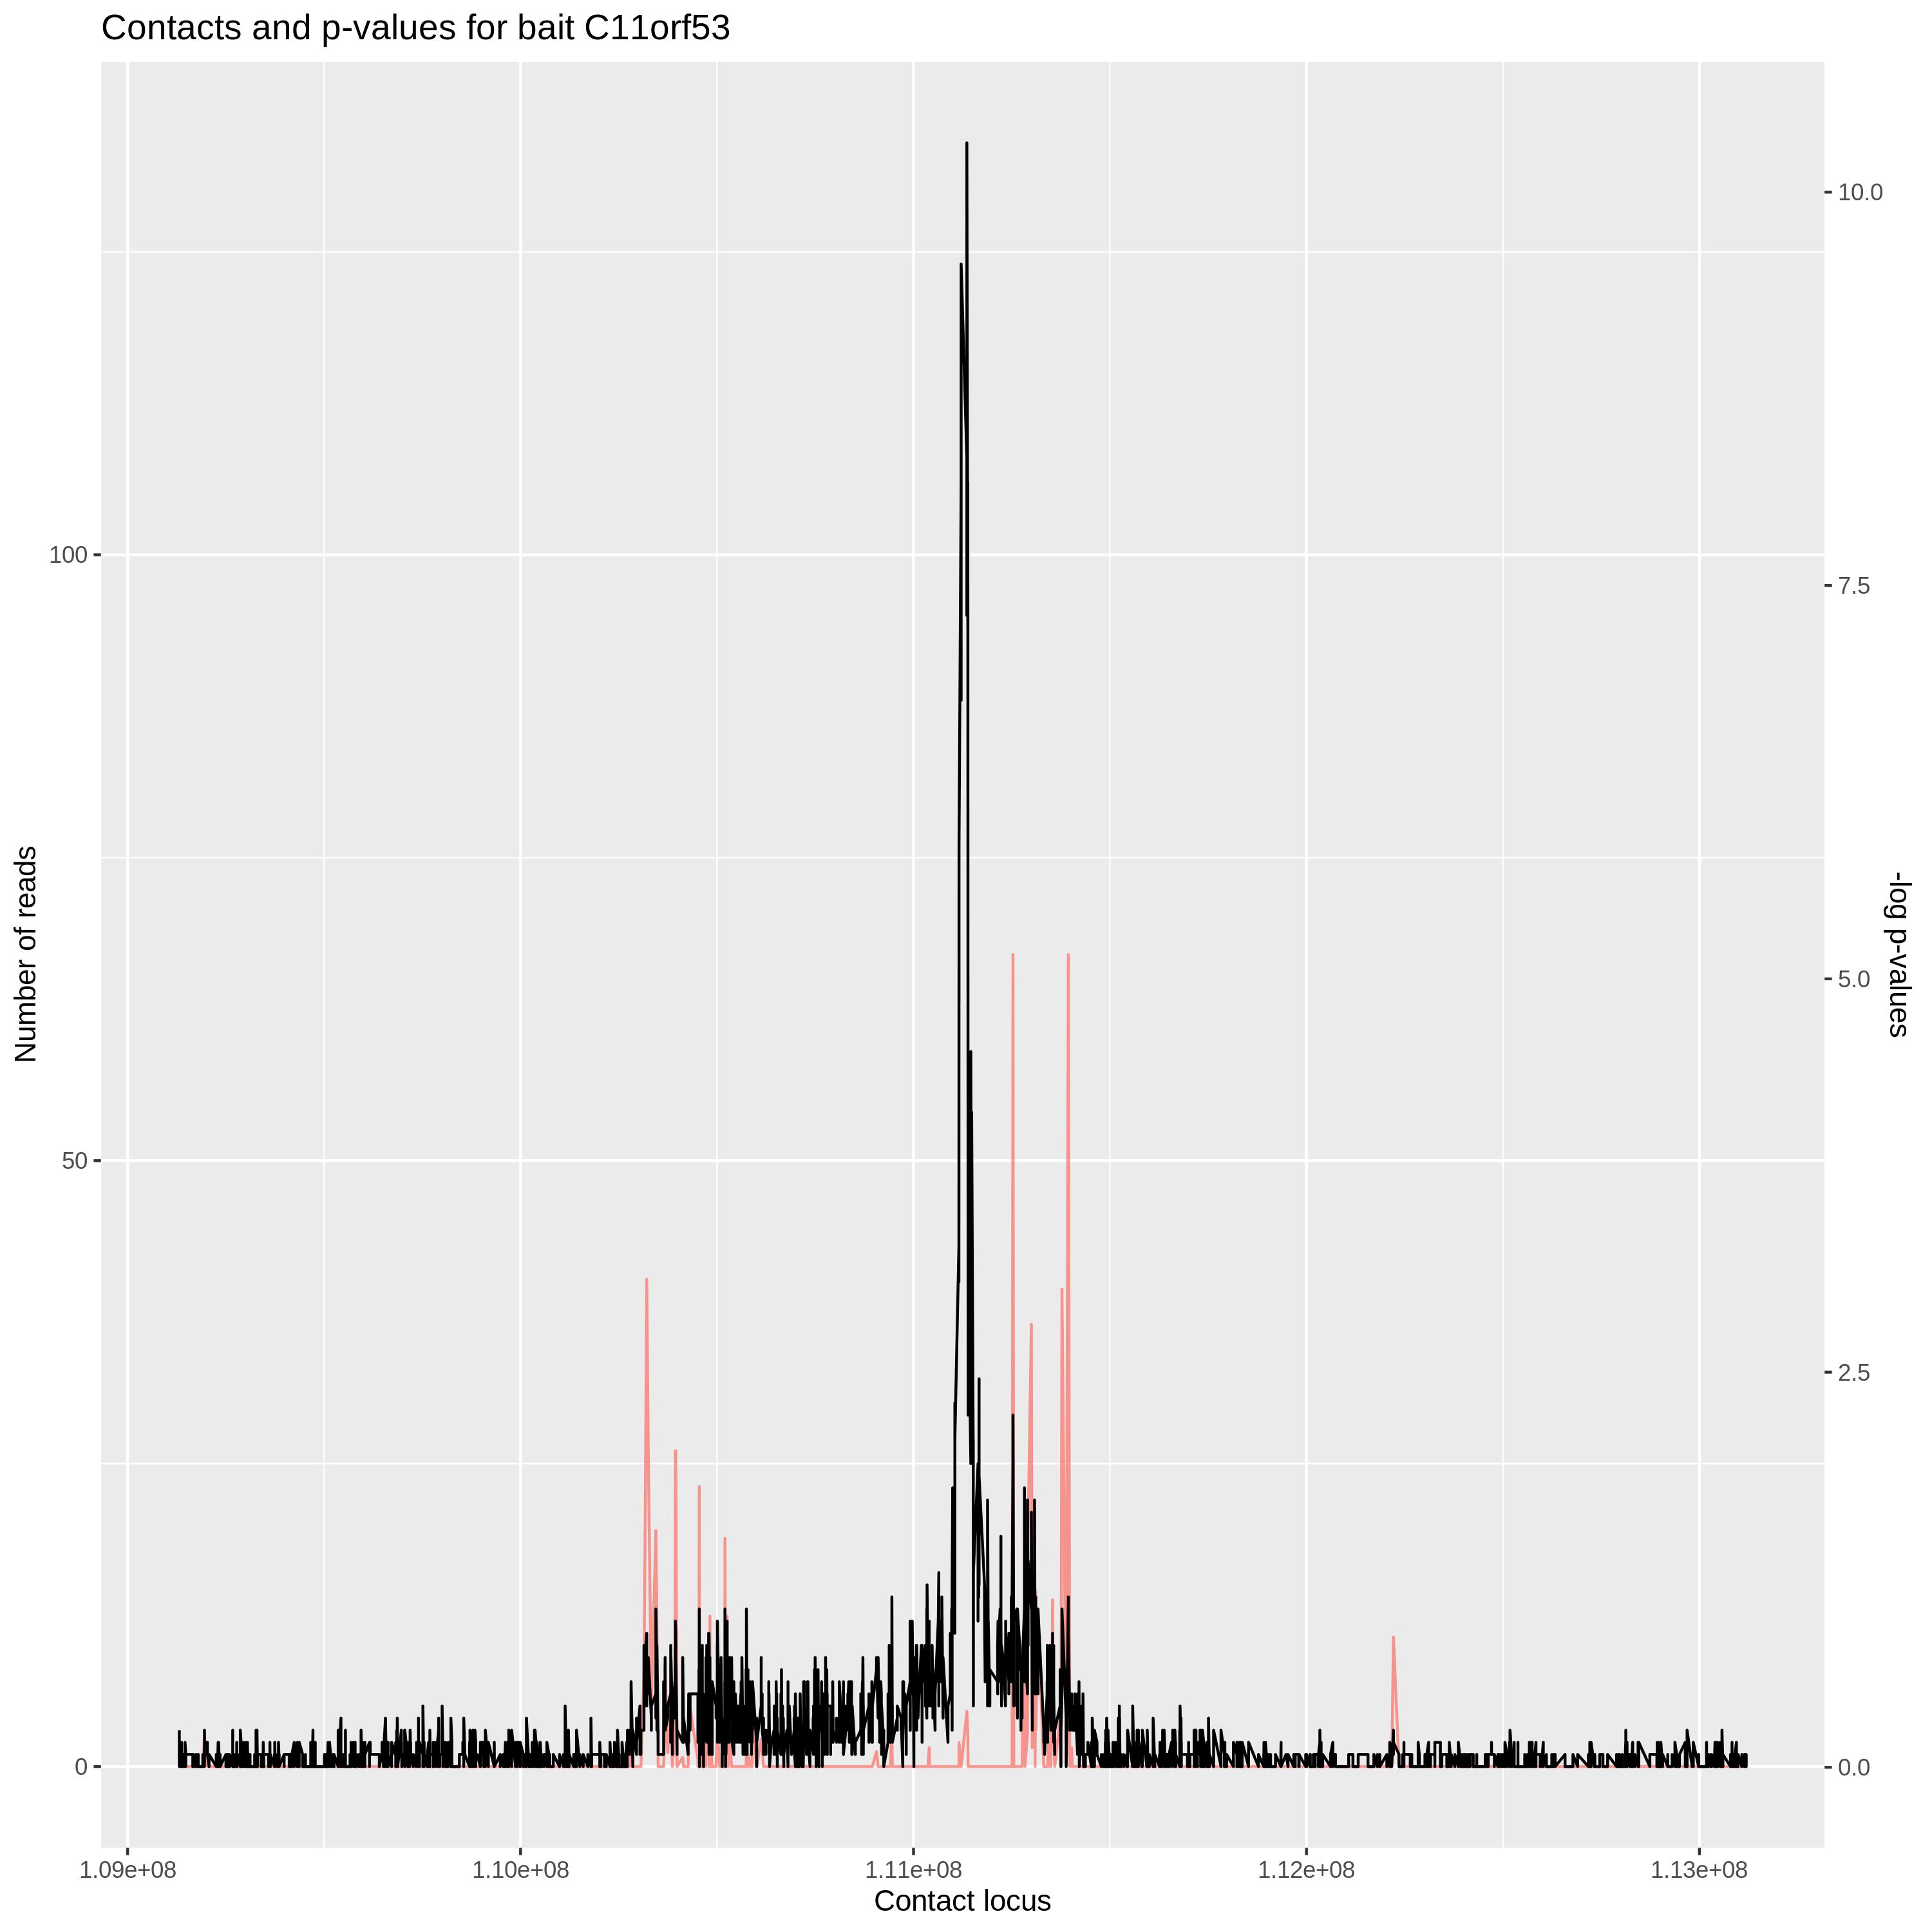 Contacts and p-values for bait C11orf53
Number of reads
100
50
0
10.0
7.5
5.0
2.5
0.0
-log p-values
1.09e+08
1.10e+08
1.11e+08
1.12e+08
1.13e+08
Contact locus